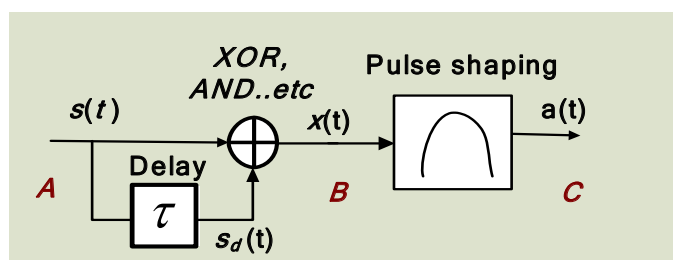 XOR,
AND..etc
Pulse shaping
s(t)
x(t)
a(t)
Delay
A
B
C
τ
s_d (t)